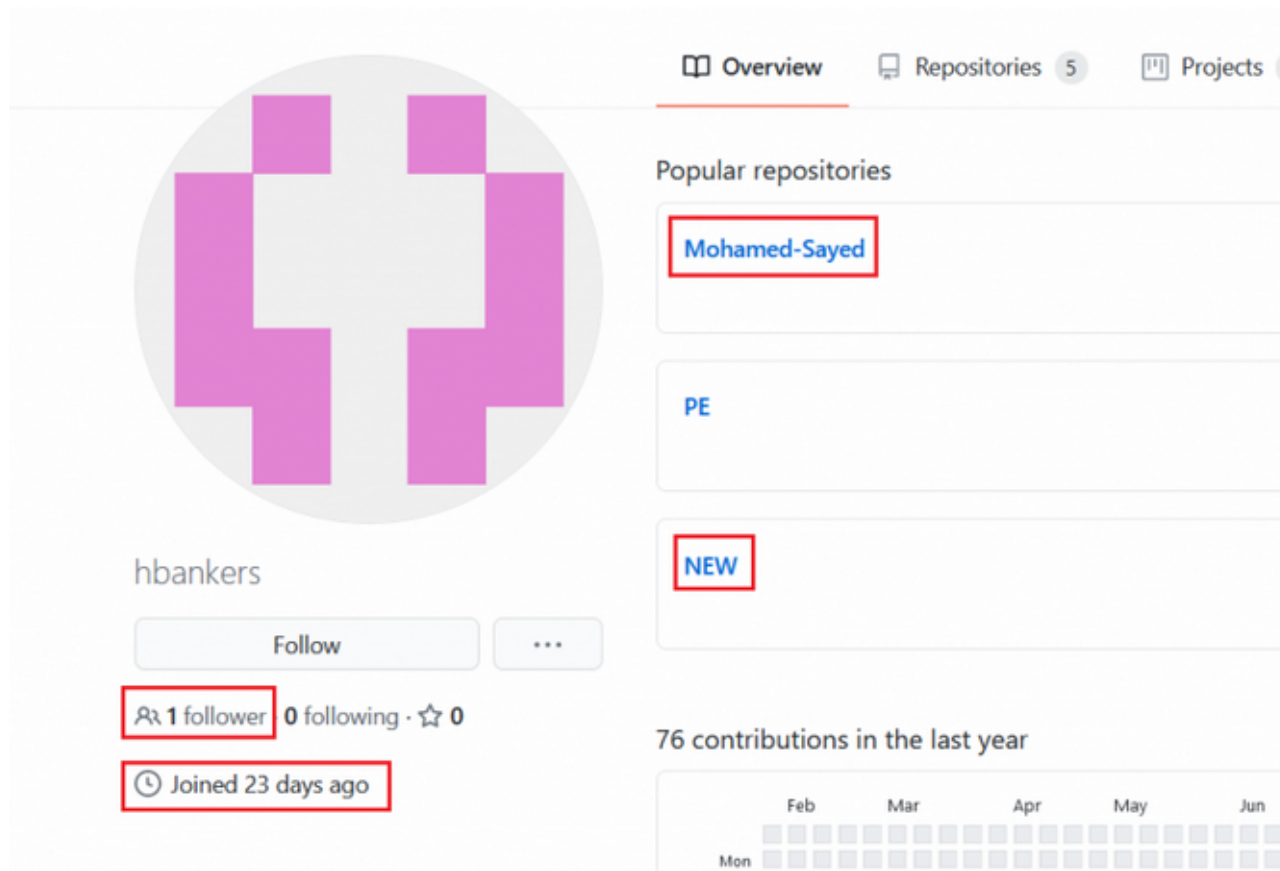 Overview Repositories 5 Projects
Popular repositories
Mohamed-Sayed
PE
NEW
hbankers
Follow ...
1 follower 0 following · 0
Joined 23 days ago
76 contributions in the last year
Feb Mar Apr May Jun
Mon